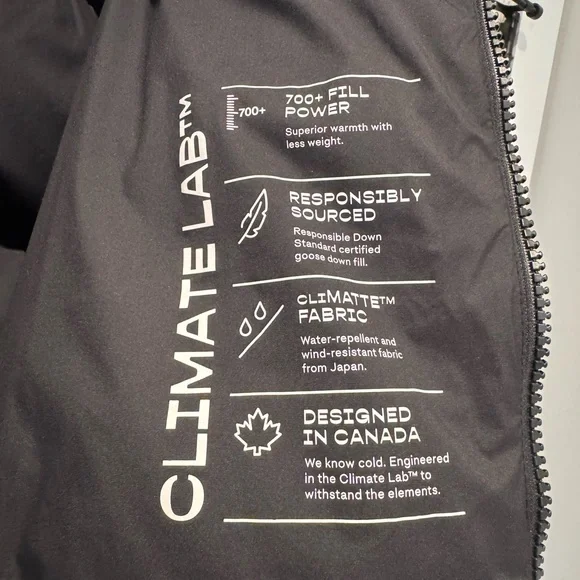 CLIMATE LAB™
700+
700+ FILL
POWER
Superior warmth with
less weight.
RESPONSIBLY
SOURCED
Responsible Down
Standard certified
goose down fill.
CLIMATTE™
FABRIC
Water-repellent and
wind-resistant fabric
from Japan.
DESIGNED
IN CANADA
We know cold. Engineered
in the Climate Lab™ to
withstand the elements.